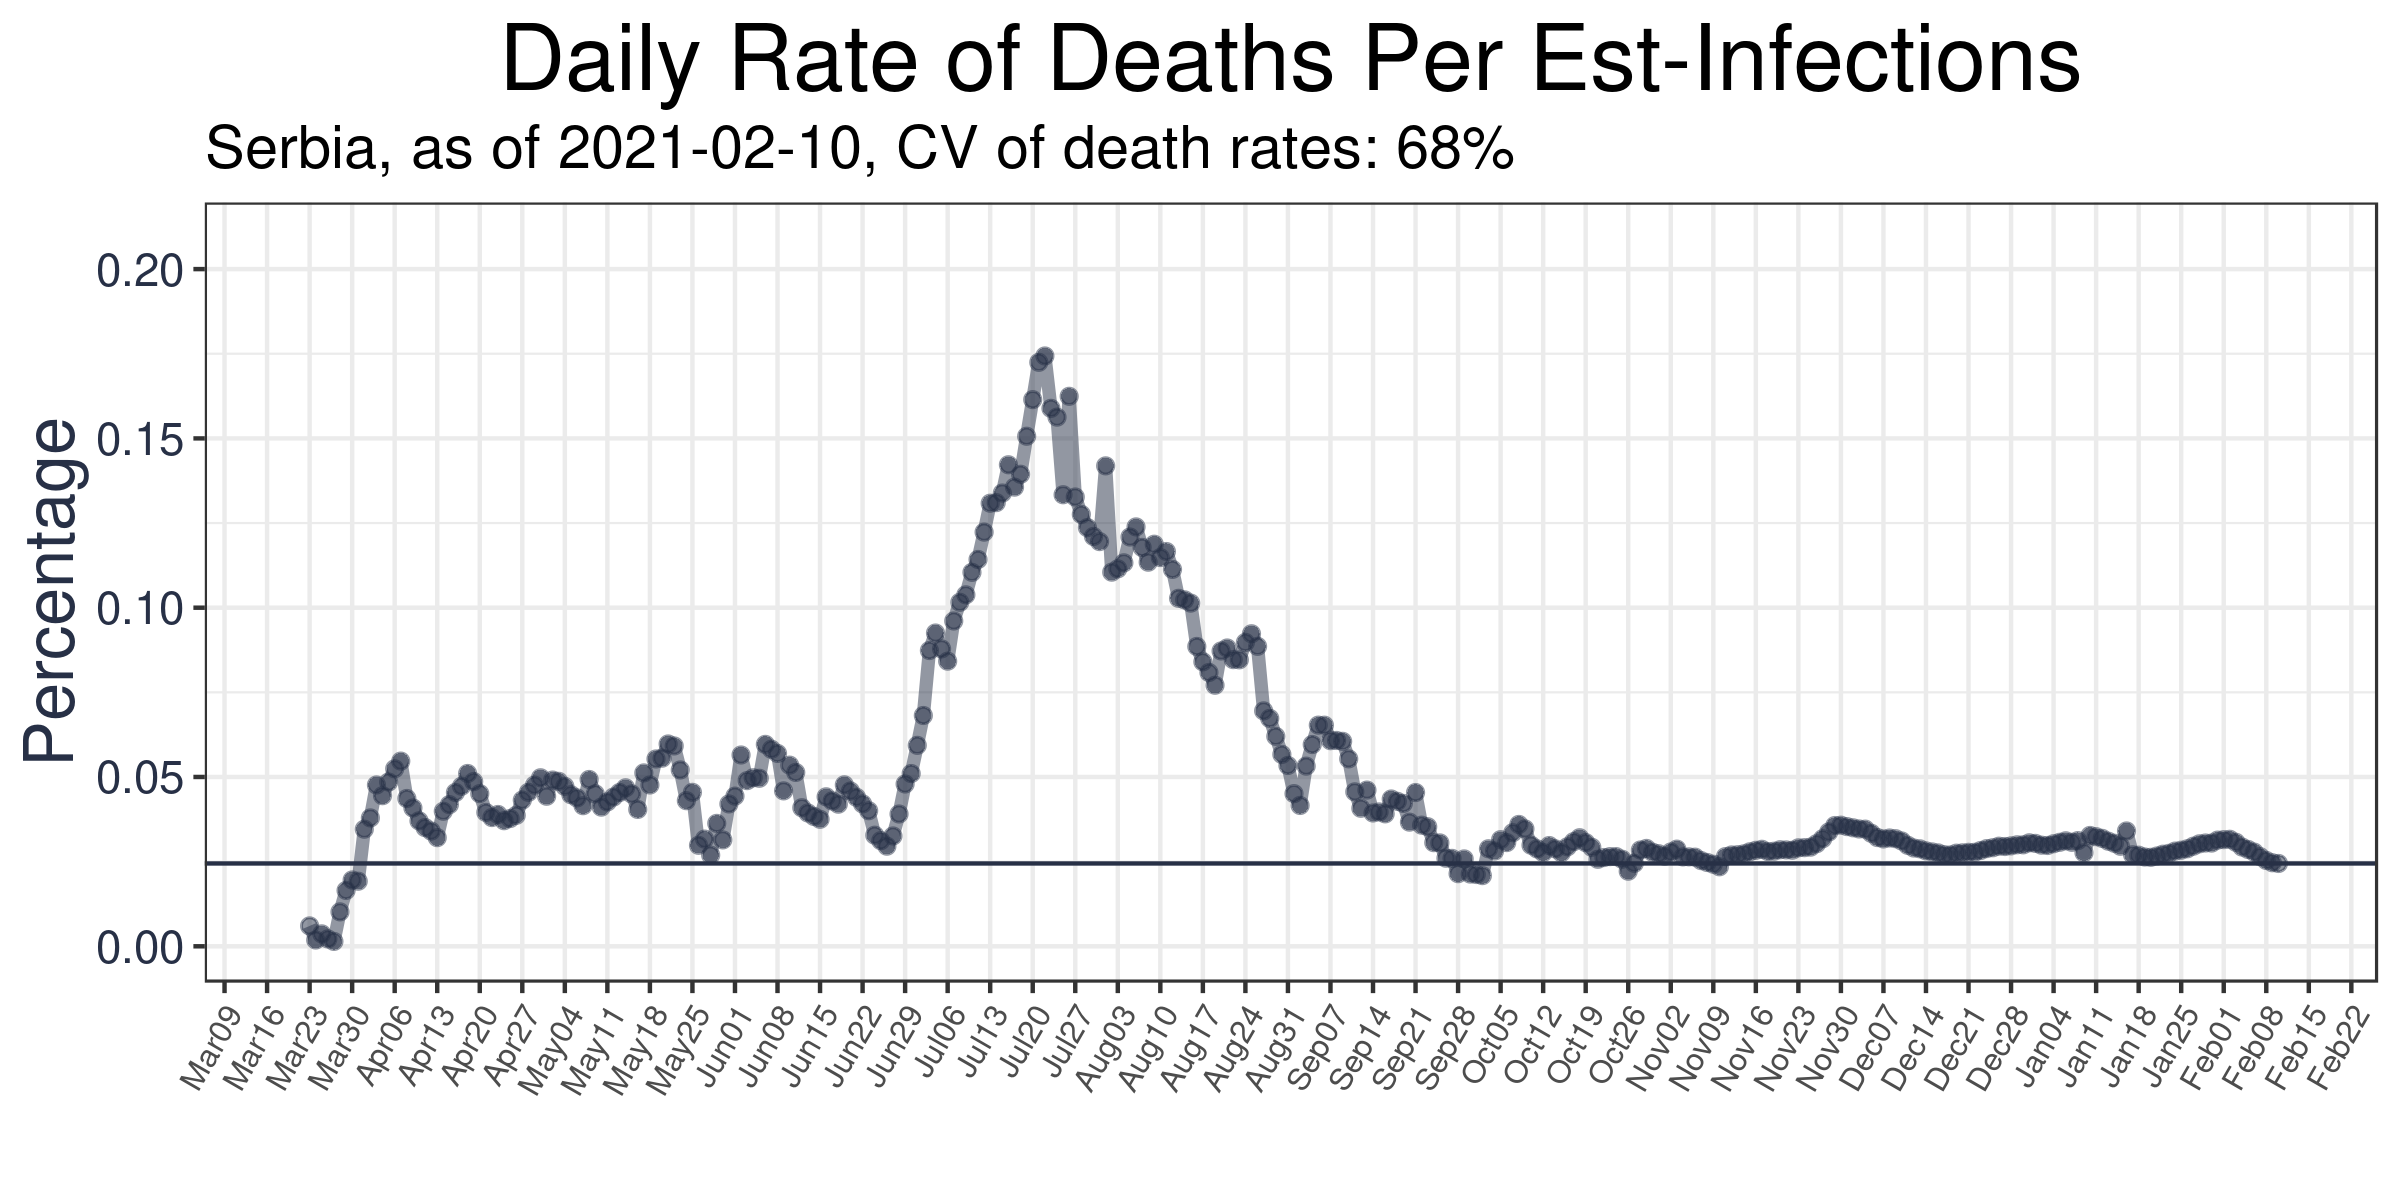 Daily Rate of Deaths Per Est-Infections
Serbia, as of 2021-02-10, CV of death rates: 68%
Percentage
0.20
0.15
0.10
0.05
0.00
Mar09
Mar16
Mar23
Mar30
Apr06
Apr13
Apr20
Apr27
May04
May11
May18
May25
Jun01
Jun08
Jun15
Jun22
Jun29
Jul06
Jul13
Jul20
Jul27
Aug03
Aug10
Aug17
Aug24
Aug31
Sep07
Sep14
Sep21
Sep28
Oct05
Oct12
Oct19
Oct26
Nov02
Nov09
Nov16
Nov23
Nov30
Dec07
Dec14
Dec21
Dec28
Jan04
Jan11
Jan18
Jan25
Feb01
Feb08
Feb15
Feb22